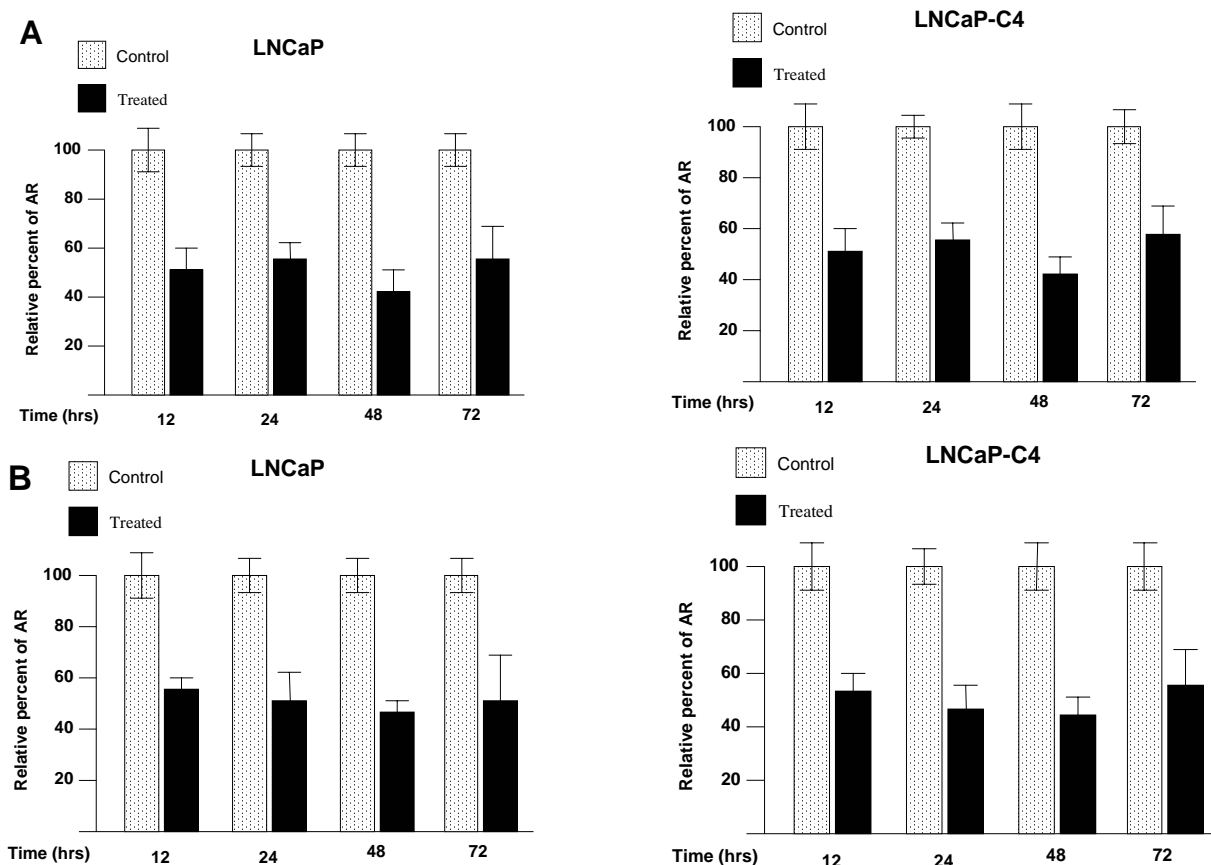 A
LNCaP
Control
Treated
Relative percent of AR
100
80
60
40
20
Time (hrs)
12
24
48
72
LNCaP-C4
Control
Treated
Relative percent of AR
100
80
60
40
20
Time (hrs)
12
24
48
72
B
LNCaP
Control
Treated
Relative percent of AR
100
80
60
40
20
Time (hrs)
12
24
48
72
LNCaP-C4
Control
Treated
Relative percent of AR
100
80
60
40
20
Time (hrs)
12
24
48
72